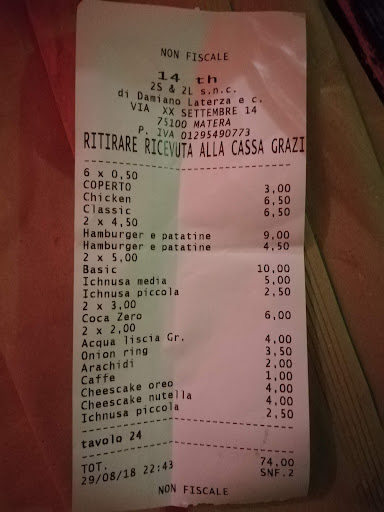 NON FISCALE
14 th
2S & 2L s.n.c.
di Damiano Laterza e c.
VIA XX SETTEMBRE 14
75100 MATERA
P. IVA 01295490773
RITIRARE RICEVUTA ALLA CASSA GRAZI
6 x 0,50
COPERTO 3,00
Chicken 6,50
Classic 6,50
2 x 4,50
Hamburger e patatine 9,00
Hamburger e patatine 4,50
2 x 5,00
Basic 10,00
Ichnusa media 5,00
Ichnusa piccola 2,50
2 x 3,00
Coca Zero 6,00
2 x 2,00
Acqua liscia Gr. 4,00
Onion ring 3,50
Arachidi 2,00
Caffe 1,00
Cheescake oreo 4,00
Cheescake nutella 4,00
Ichnusa piccola 2,50
tavolo 24
TOT. 74,00
29/08/18 22:43 SNF.2
NON FISCALE